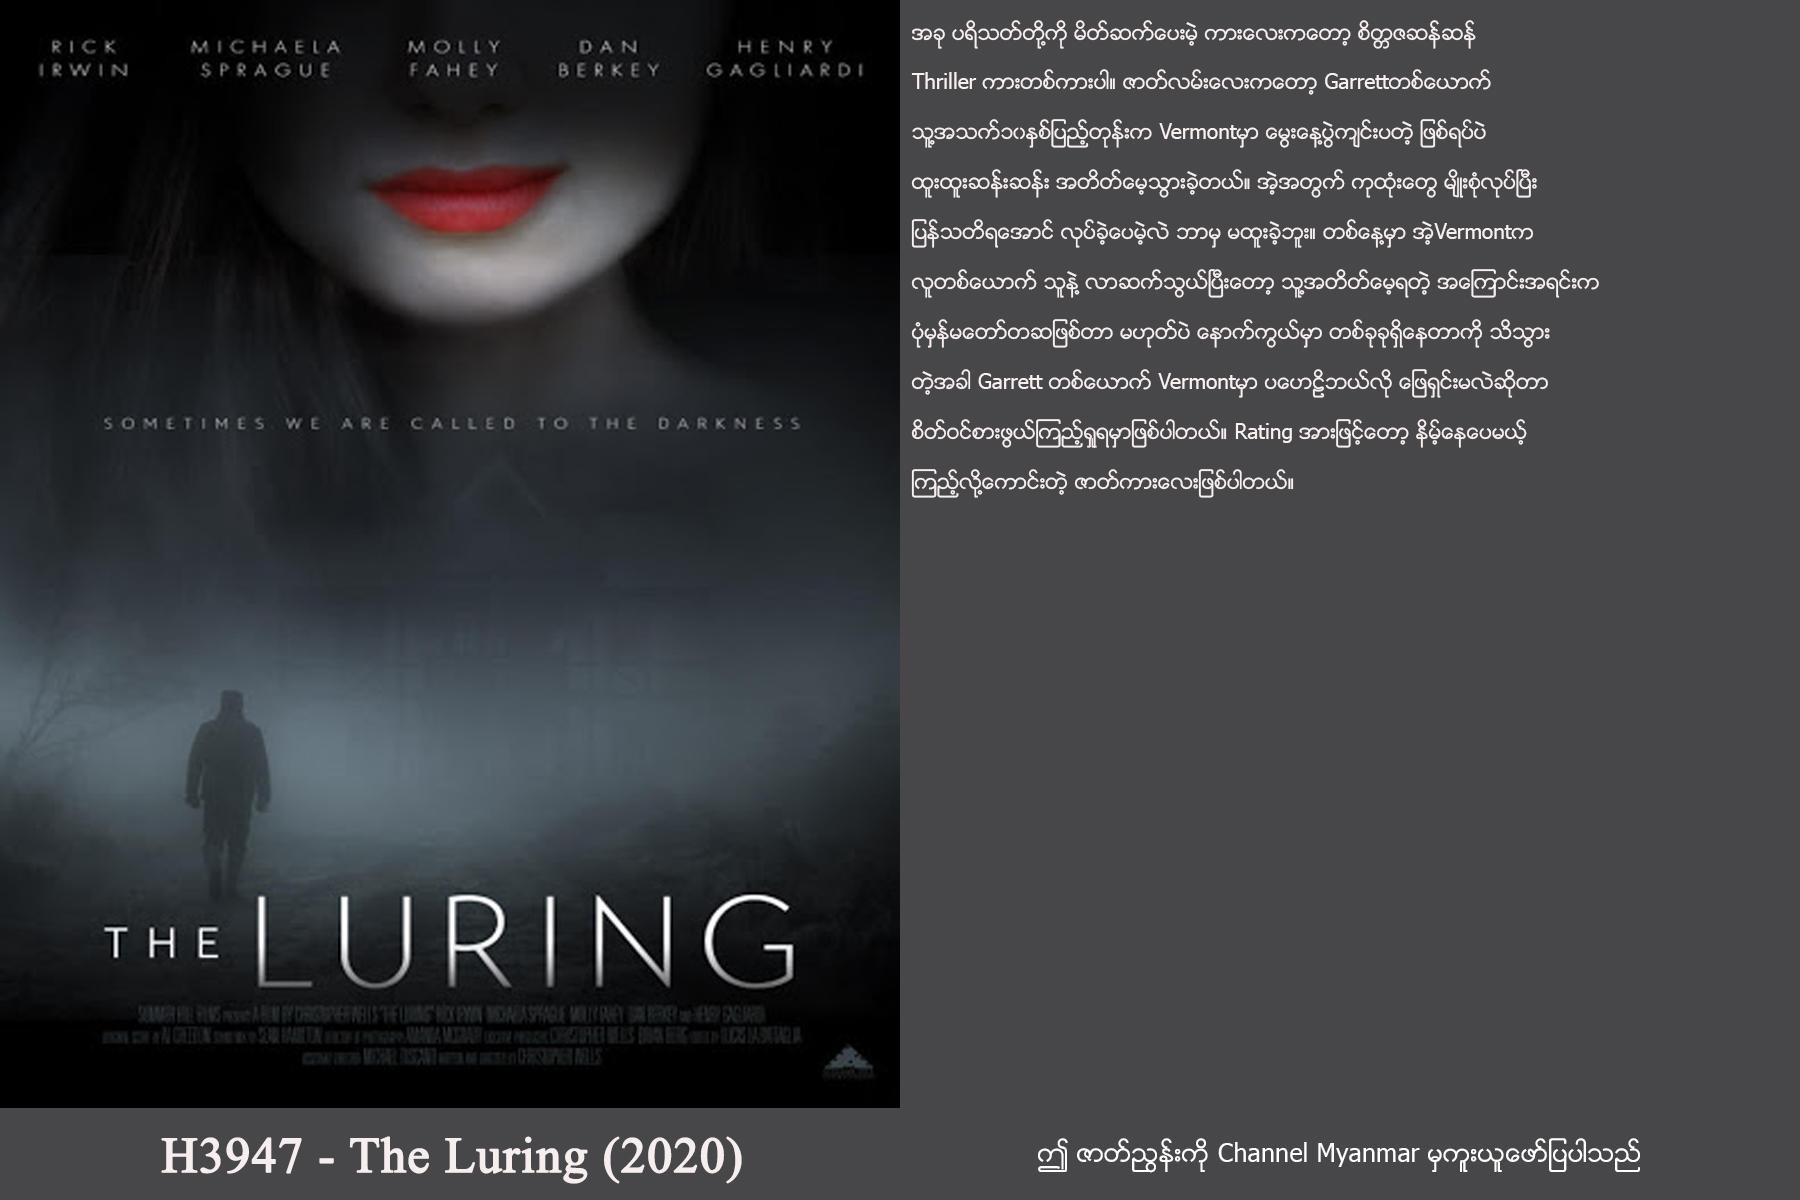 RICK IRWIN
MICHAELA SPRAGUE
MOLLY FAHEY
DAN BERKEY
HENRY GAGLIARDI
SOMETIMES WE ARE CALLED TO THE DARKNESS
THE LURING
H3947 - The Luring (2020)
အခု ပရိသတ်တို့ကို မိတ်ဆက်ပေးမဲ့ ကားလေးကတော့ စိတ္တဇဆန်ဆန်
Thriller ကားတစ်ကားပါ။ ဇာတ်လမ်းလေးကတော့ Garrettတစ်ယောက်
သူ့အသက်၁၀နှစ်ပြည့်တုန်းက Vermontမှာ မွေးနေ့ပွဲကျင်းပတဲ့ ဖြစ်ရပ်ပဲ
ထူးထူးဆန်းဆန်း အတိတ်မေ့သွားခဲ့တယ်။ အဲ့အတွက် ကုထုံးတွေ မျိုးစုံလုပ်ပြီး
ပြန်သတိရအောင် လုပ်ခဲ့ပေမဲ့လဲ ဘာမှ မထူးခဲ့ဘူး။ တစ်နေ့မှာ အဲ့Vermontက
လူတစ်ယောက် သူနဲ့ လာဆက်သွယ်ပြီးတော့ သူ့အတိတ်မေ့ရတဲ့ အကြောင်းအရင်းက
ပုံမှန်မတော်တဆဖြစ်တာ မဟုတ်ပဲ နောက်ကွယ်မှာ တစ်ခုခုရှိနေတာကို သိသွား
တဲ့အခါ Garrett တစ်ယောက် Vermontမှာ ပဟေဠိဘယ်လို ဖြေရှင်းမလဲဆိုတာ
စိတ်ဝင်စားဖွယ်ကြည့်ရှုရမှာဖြစ်ပါတယ်။ Rating အားဖြင့်တော့ နိမ့်နေပေမယ့်
ကြည့်လို့ကောင်းတဲ့ ဇာတ်ကားလေးဖြစ်ပါတယ်။
ဤ ဇာတ်ညွှန်းကို Channel Myanmar မှကူးယူဖော်ပြပါသည်